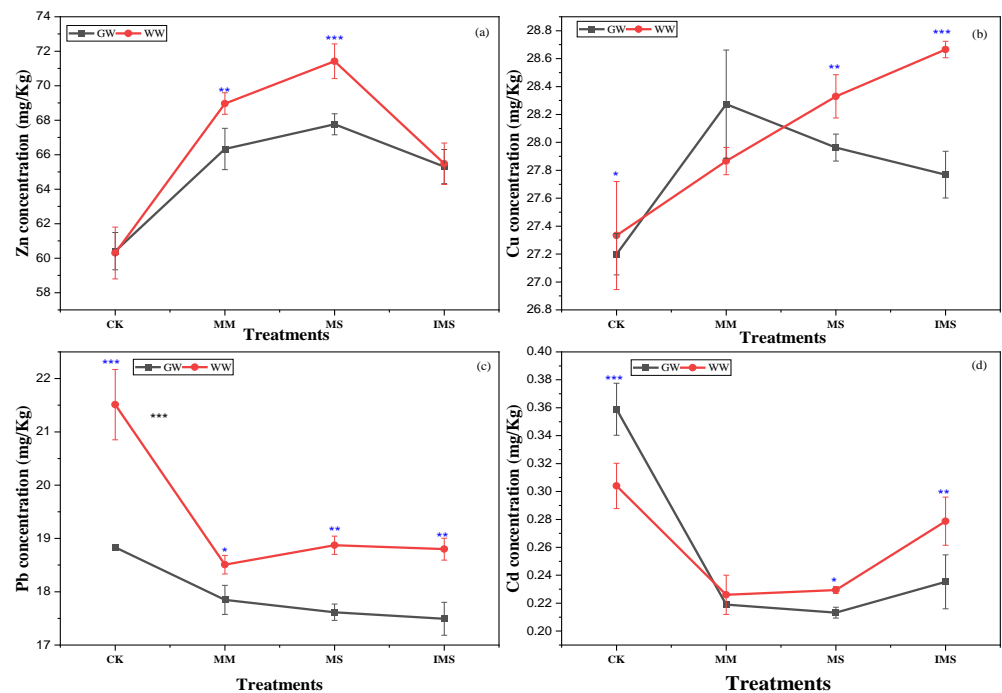 74
72
70
68
66
64
62
60
58
Zn concentration (mg/Kg)
GW WW
(a)
**
***
CK MM MS IMS
Treatments
28.8
28.6
28.4
28.2
28.0
27.8
27.6
27.4
27.2
27.0
26.8
Cu concentration (mg/Kg)
GW WW
(b)
*
**
***
CK MM MS IMS
Treatments
22
21
20
19
18
17
Pb concentration (mg/Kg)
GW WW
(c)
***
***
*
**
**
CK MM MS IMS
Treatments
0.40
0.38
0.36
0.34
0.32
0.30
0.28
0.26
0.24
0.22
0.20
Cd concentration (mg/Kg)
GW WW
(d)
***
*
**
CK MM MS IMS
Treatments